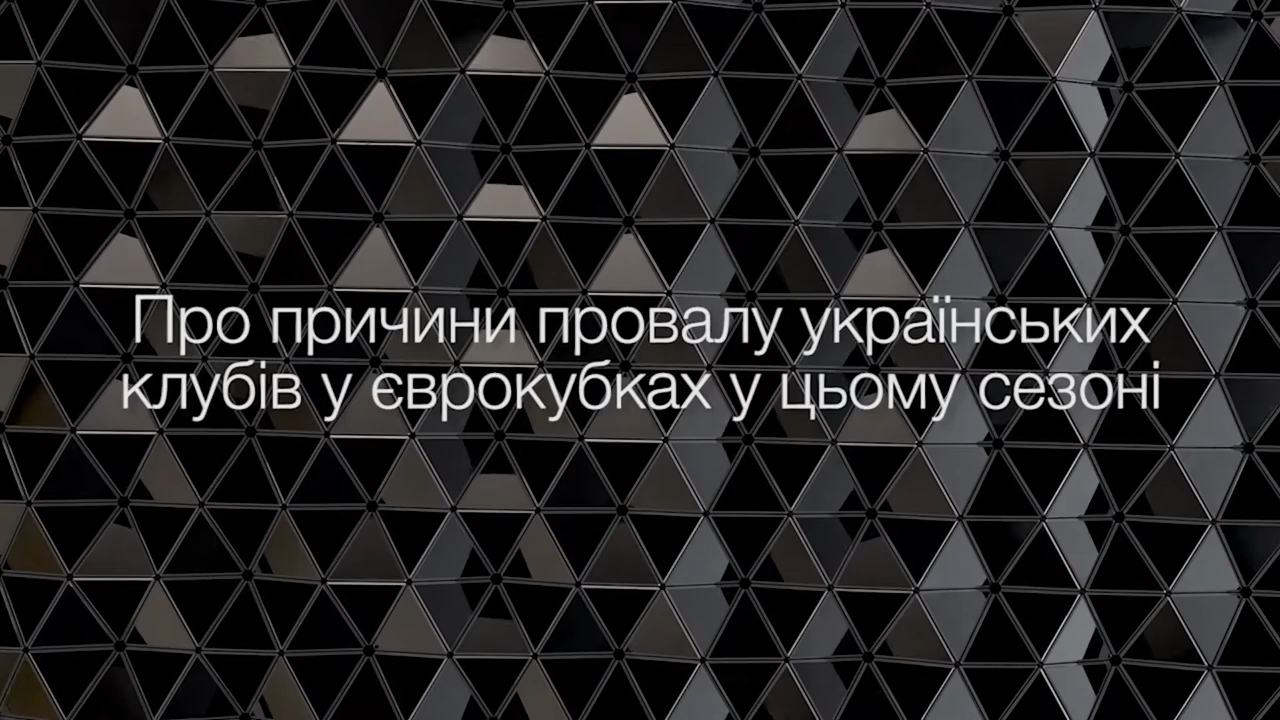 Про причини провалу українських
клубів у єврокубках у цьому сезоні